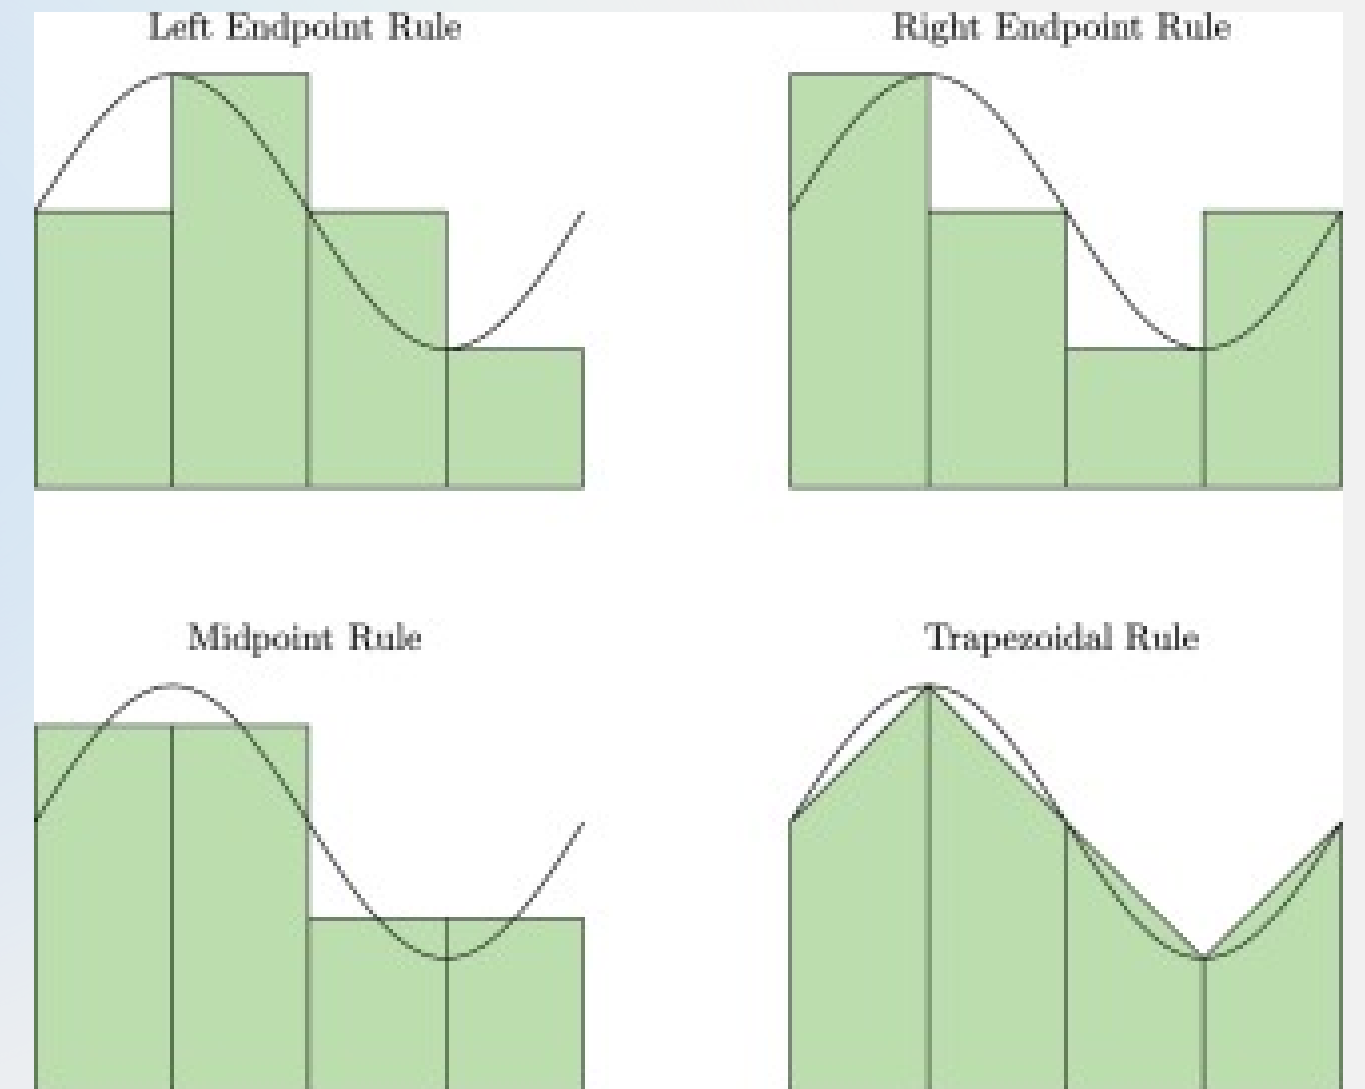 Left Endpoint Rule
Right Endpoint Rule
Midpoint Rule
Trapezoidal Rule